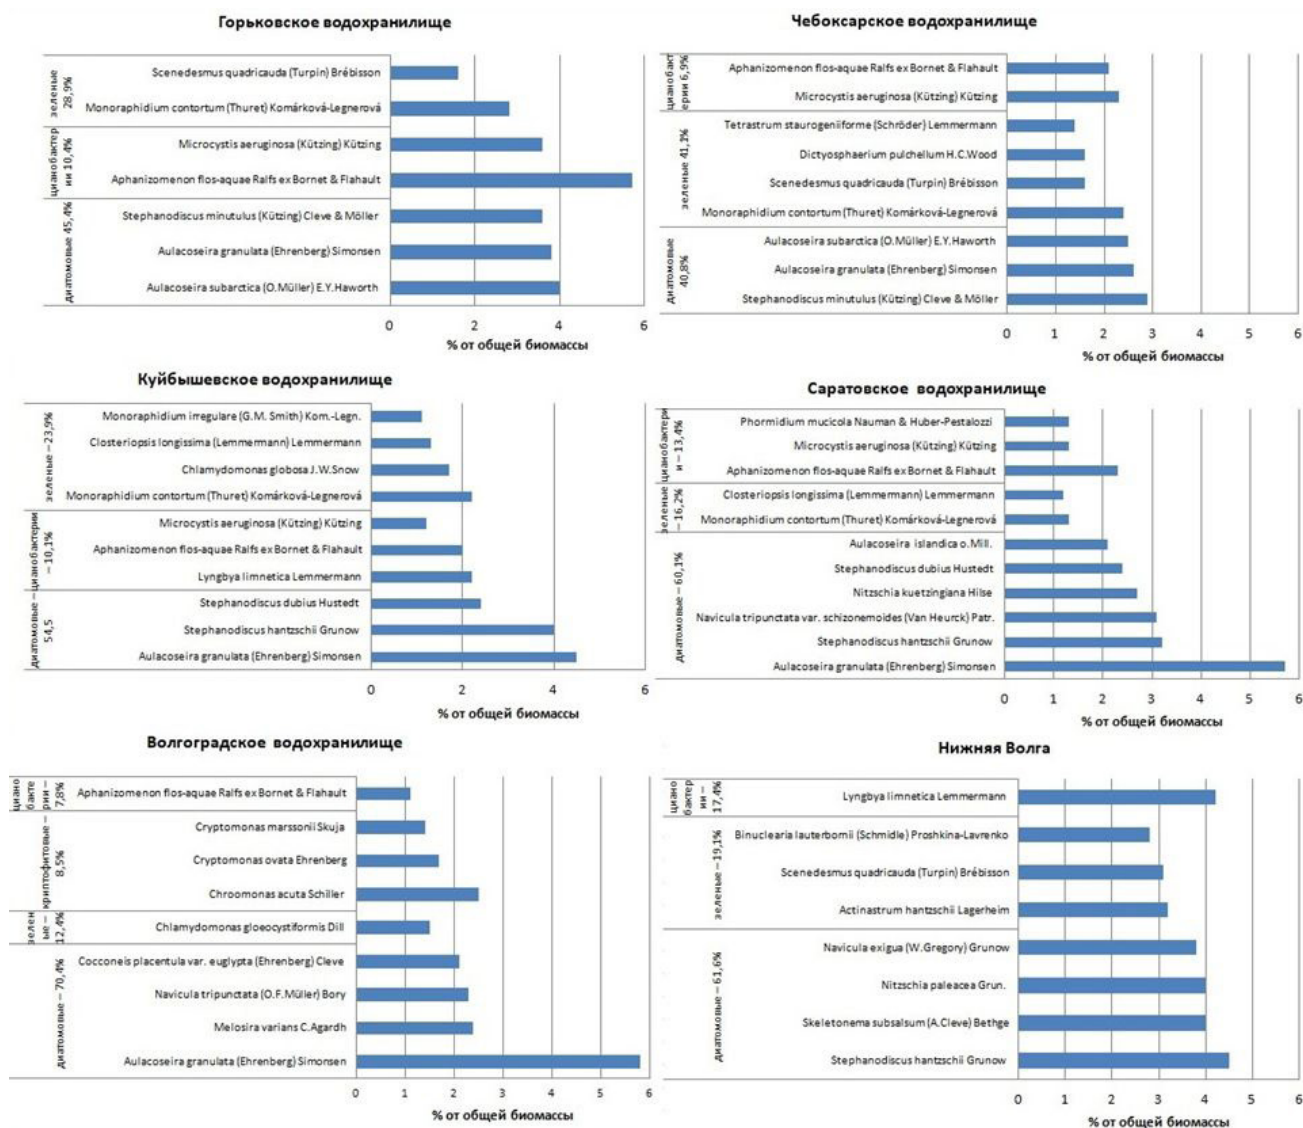 Горьковское водохранилище
зеленые
28,9%
Scenedesmus quadricauda (Turpin) Brébisson
Monoraphidium contortum (Thuret) Komárková-Legnerová
цианобактер
ии 10,4%
Microcystis aeruginosa (Kützing) Kützing
Aphanizomenon flos-aquae Ralfs ex Bornet & Flahault
диатомовые 45,4%
Stephanodiscus minutulus (Kützing) Cleve & Möller
Aulacoseira granulata (Ehrenberg) Simonsen
Aulacoseira subarctica (O.Müller) E.Y.Haworth
0 2 4 6
% от общей биомассы
Чебоксарское водохранилище
цианобакт
ерии 6,9%
Aphanizomenon flos-aquae Ralfs ex Bornet & Flahault
Microcystis aeruginosa (Kützing) Kützing
зеленые 41,1%
Tetrastrum staurogeniiforme (Schröder) Lemmermann
Dictyosphaerium pulchellum H.C.Wood
Scenedesmus quadricauda (Turpin) Brébisson
Monoraphidium contortum (Thuret) Komárková-Legnerová
диатомовые
40,8%
Aulacoseira subarctica (O.Müller) E.Y.Haworth
Aulacoseira granulata (Ehrenberg) Simonsen
Stephanodiscus minutulus (Kützing) Cleve & Möller
0 1 2 3 4 5 6
% от общей биомассы
Куйбышевское водохранилище
зеленые – 23,9%
Monoraphidium irregulare (G.M. Smith) Kom.-Legn.
Closteriopsis longissima (Lemmermann) Lemmermann
Chlamydomonas globosa J.W.Snow
Monoraphidium contortum (Thuret) Komárková-Legnerová
цианобактерии
– 10,1%
Microcystis aeruginosa (Kützing) Kützing
Aphanizomenon flos-aquae Ralfs ex Bornet & Flahault
Lyngbya limnetica Lemmermann
диатомовые –
54,5
Stephanodiscus dubius Hustedt
Stephanodiscus hantzschii Grunow
Aulacoseira granulata (Ehrenberg) Simonsen
0 2 4 6
% от общей биомассы
Саратовское водохранилище
цианобактери
и – 13,4%
Phormidium mucicola Nauman & Huber-Pestalozzi
Microcystis aeruginosa (Kützing) Kützing
Aphanizomenon flos-aquae Ralfs ex Bornet & Flahault
зеленые
– 16,2%
Closteriopsis longissima (Lemmermann) Lemmermann
Monoraphidium contortum (Thuret) Komárková-Legnerová
диатомовые – 60,1%
Aulacoseira islandica o.Mill.
Stephanodiscus dubius Hustedt
Nitzschia kuetzingiana Hilse
Navicula tripunctata var. schizonemoides (Van Heurck) Patr.
Stephanodiscus hantzschii Grunow
Aulacoseira granulata (Ehrenberg) Simonsen
0 1 2 3 4 5 6
% от общей биомассы
Волгоградское водохранилище
циано
бакте
рии –
7,8%
Aphanizomenon flos-aquae Ralfs ex Bornet & Flahault
криптофитовые –
8,5%
Cryptomonas marssonii Skuja
Cryptomonas ovata Ehrenberg
Chroomonas acuta Schiller
зелен
ые –
12,4%
Chlamydomonas gloeocystiformis Dill
диатомовые – 70,4%
Cocconeis placentula var. euglypta (Ehrenberg) Cleve
Navicula tripunctata (O.F.Müller) Bory
Melosira varians C.Agardh
Aulacoseira granulata (Ehrenberg) Simonsen
0 1 2 3 4 5 6
% от общей биомассы
Нижняя Волга
циано
бактер
ии –
17,4%
Lyngbya limnetica Lemmermann
зеленые – 19,1%
Binuclearia lauterbornii (Schmidle) Proshkina-Lavrenko
Scenedesmus quadricauda (Turpin) Brébisson
Actinastrum hantzschii Lagerheim
диатомовые – 61,6%
Navicula exigua (W.Gregory) Grunow
Nitzschia paleacea Grun.
Skeletonema subsalsum (A.Cleve) Bethge
Stephanodiscus hantzschii Grunow
0 1 2 3 4 5 6
% от общей биомассы